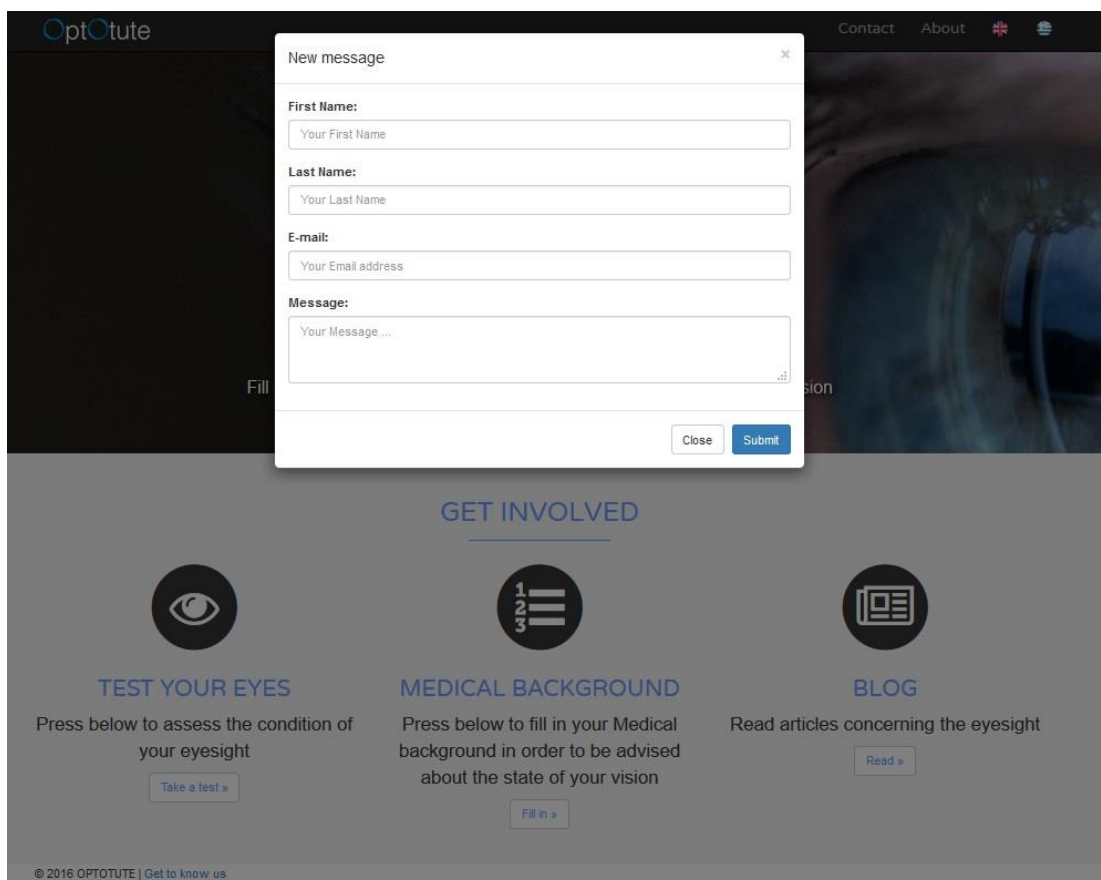 OptOtute
Contact About
New message ×
First Name:
Your First Name
Last Name:
Your Last Name
E-mail:
Your Email address
Message:
Your Message ...
Fill
Close Submit
GET INVOLVED
1
2
3
TEST YOUR EYES
Press below to assess the condition of
your eyesight
Take a test »
MEDICAL BACKGROUND
Press below to fill in your Medical
background in order to be advised
about the state of your vision
Fill in »
BLOG
Read articles concerning the eyesight
Read »
© 2016 OPTOTUTE | Get to know us